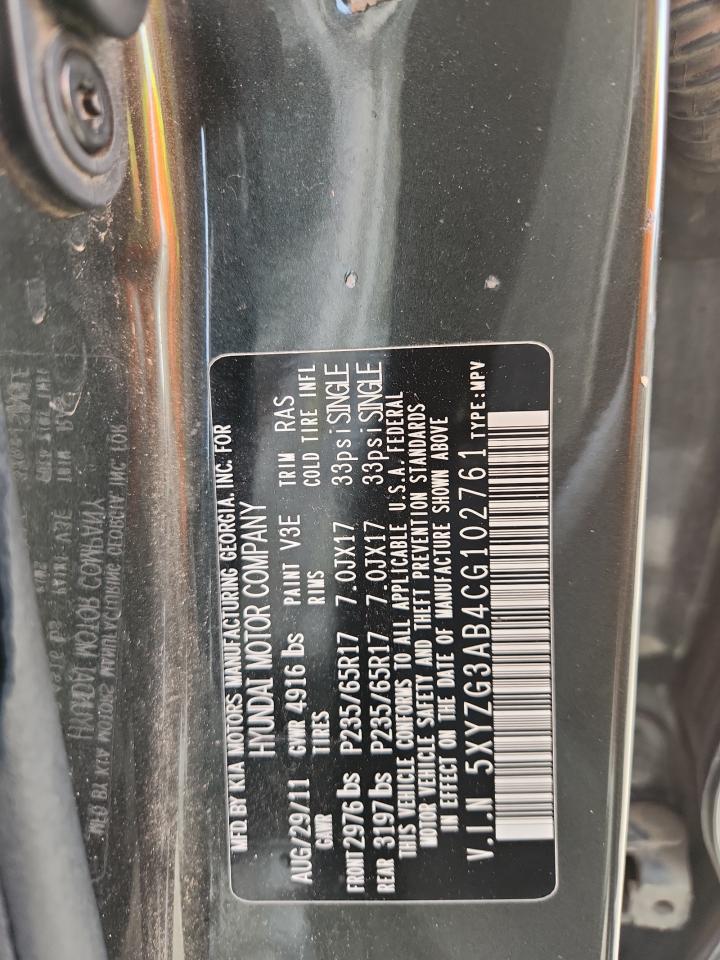 MFD BY KIA MOTORS MANUFACTURING GEORGIA, INC. FOR
HYUNDAI MOTOR COMPANY
AUG/29/11 GVWR 4916 lbs PAINT V3E TRIM RAS
GAWR TIRES RIMS COLD TIRE INFL
FRONT 2976 lbs P235/65R17 7.0JX17 33psi SINGLE
REAR 3197 lbs P235/65R17 7.0JX17 33psi SINGLE
THIS VEHICLE CONFORMS TO ALL APPLICABLE U.S.A. FEDERAL
MOTOR VEHICLE SAFETY AND THEFT PREVENTION STANDARDS
IN EFFECT ON THE DATE OF MANUFACTURE SHOWN ABOVE
V.I.N 5XYZG3AB4CG102761 TYPE:MPV